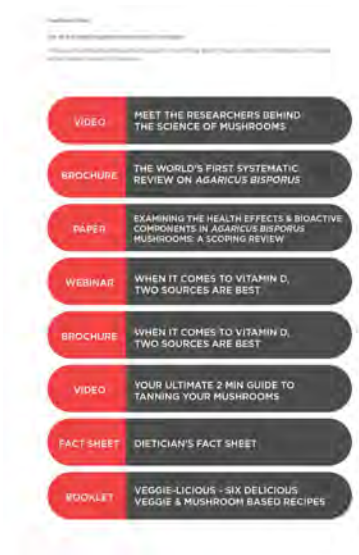 VIDEO
MEET THE RESEARCHERS BEHIND
THE SCIENCE OF MUSHROOMS
BROCHURE
THE WORLD'S FIRST SYSTEMATIC
REVIEW ON AGARICUS BISPORUS
PAPER
EXAMINING THE HEALTH EFFECTS & BIOACTIVE
COMPONENTS IN AGARICUS BISPORUS
MUSHROOMS: A SCOPING REVIEW
WEBINAR
WHEN IT COMES TO VITAMIN D,
TWO SOURCES ARE BEST
BROCHURE
WHEN IT COMES TO VITAMIN D,
TWO SOURCES ARE BEST
VIDEO
YOUR ULTIMATE 2 MIN GUIDE TO
TANNING YOUR MUSHROOMS
FACT SHEET
DIETICIAN'S FACT SHEET
BOOKLET
VEGGIE-LICIOUS - SIX DELICIOUS
VEGGIE & MUSHROOM BASED RECIPES